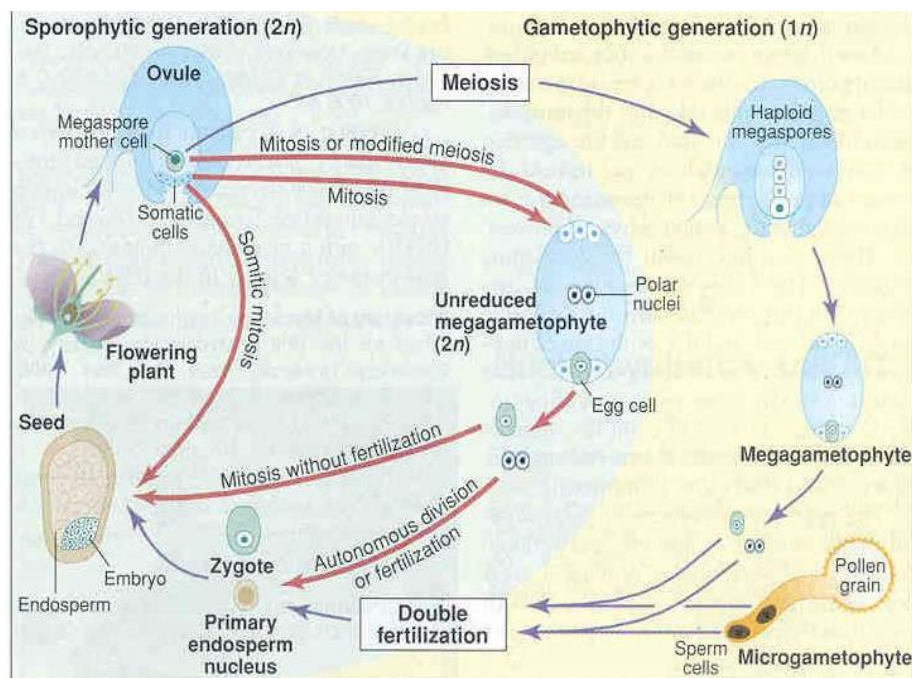 Sporophytic generation (2n)
Gametophytic generation (1n)
Ovule
Meiosis
Megaspore
mother cell
Haploid
megaspores
Mitosis or modified meiosis
Mitosis
Somatic
cells
Somitic mitosis
Polar
nuclei
Unreduced
megagametophyte
(2n)
Flowering
plant
Egg cell
Seed
Mitosis without fertilization
Megagametophyte
Autonomous division
or fertilization
Zygote
Embryo
Endosperm
Pollen
grain
Primary
endosperm
nucleus
Double
fertilization
Sperm
cells
Microgametophyte